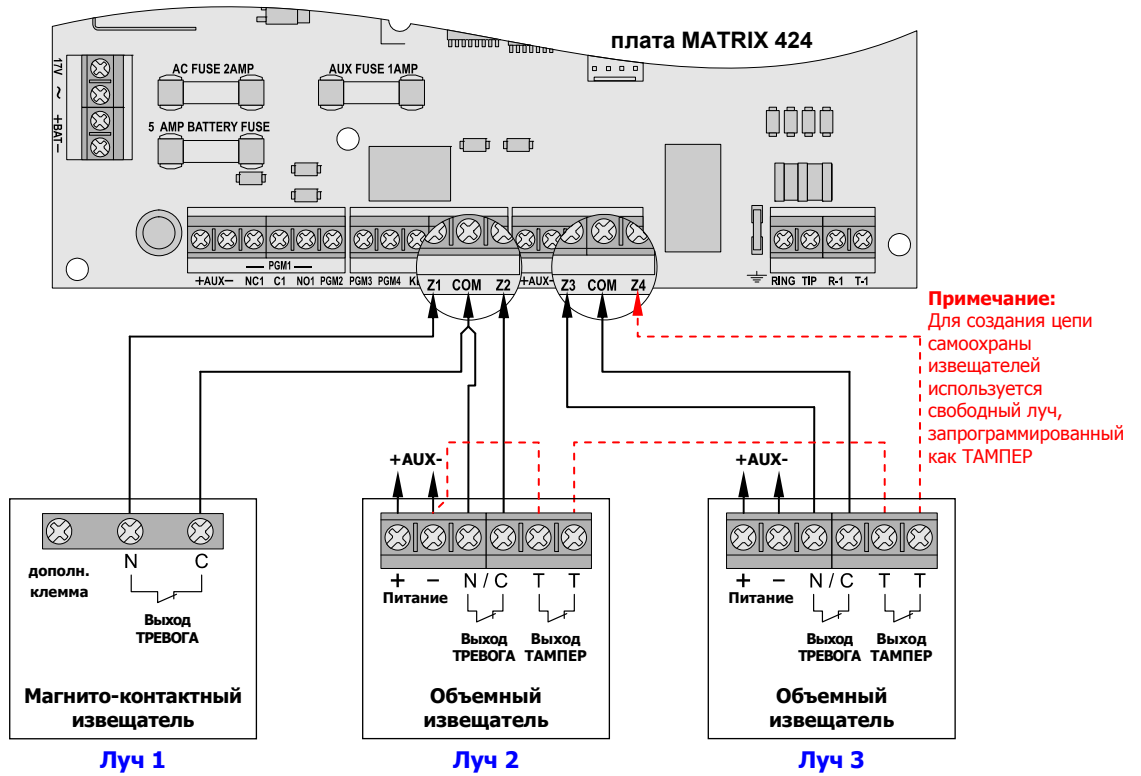 плата MATRIX 424
17V ~ +BAT-
AC FUSE 2AMP
AUX FUSE 1AMP
5 AMP BATTERY FUSE
PGM1
+AUX- NC1 C1 NO1 PGM2 PGM3 PGM4 Z1 COM Z2 +AUX- Z3 COM Z4 RING TIP R-1 T-1
Примечание:
Для создания цепи
самоохраны
извещателей
используется
свободный луч,
запрограммированный
как ТАМПЕР
+AUX-
+AUX-
дополн.
клемма
N C
Выход
ТРЕВОГА
Магнито-контактный
извещатель
Луч 1
+ − N / C T T
Питание
Выход
ТРЕВОГА
Выход
ТАМПЕР
Объемный
извещатель
Луч 2
+ − N / C T T
Питание
Выход
ТРЕВОГА
Выход
ТАМПЕР
Объемный
извещатель
Луч 3